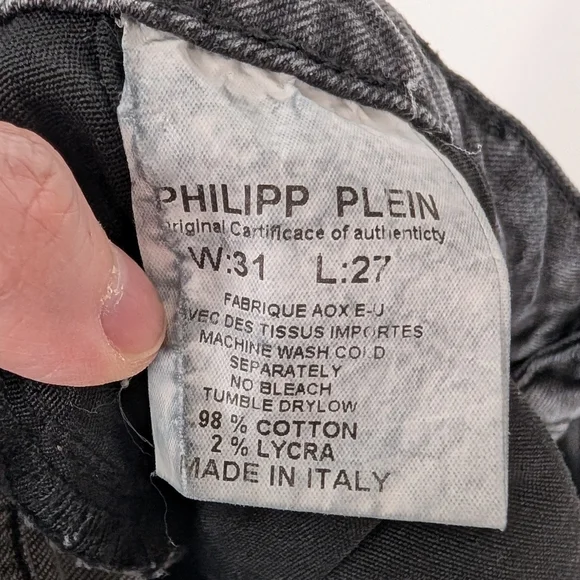 PHILIPP PLEIN
original Cartificace of authenticty
W:31 L:27
FABRIQUE AOX E-U
AVEC DES TISSUS IMPORTES
MACHINE WASH COLD
SEPARATELY
NO BLEACH
TUMBLE DRYLOW
98 % COTTON
2 % LYCRA
MADE IN ITALY